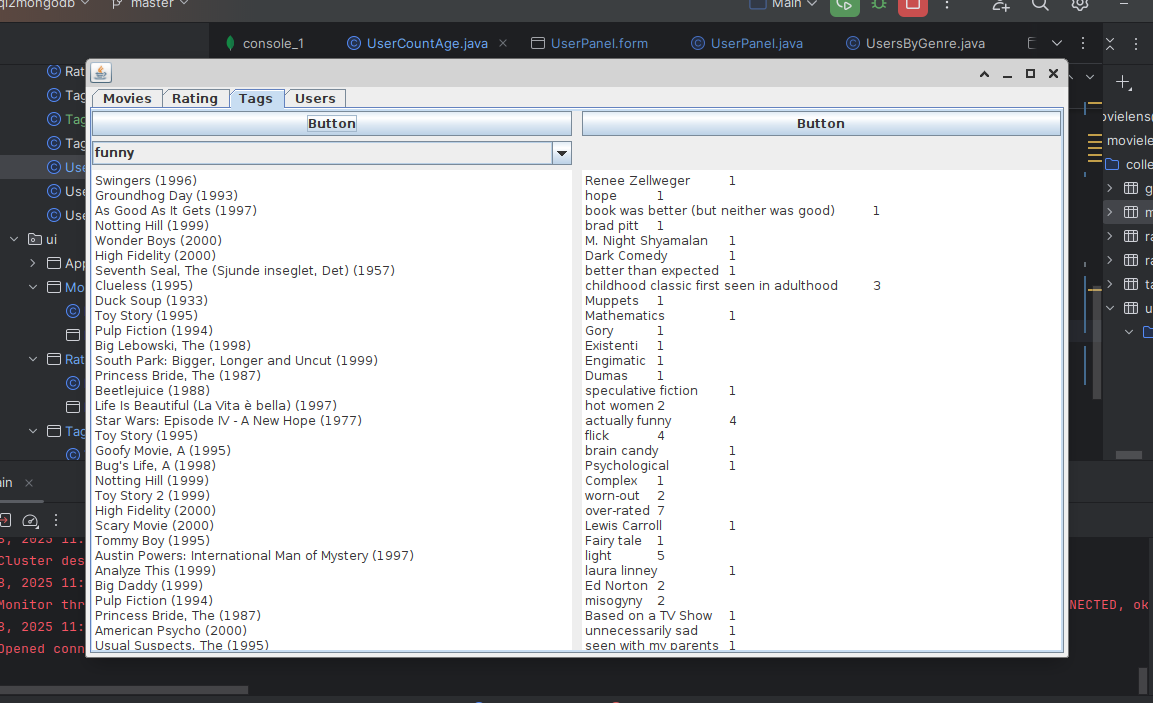 ql2mongodb
master
Main
console_1
UserCountAge.java
UserPanel.form
UserPanel.java
UsersByGenre.java
Rat
Tag
Tag
Tag
Use
Use
Use
ui
App
Mo
Rat
Tag
Movies
Rating
Tags
Users
Button
Button
funny
Swingers (1996)
Groundhog Day (1993)
As Good As It Gets (1997)
Notting Hill (1999)
Wonder Boys (2000)
High Fidelity (2000)
Seventh Seal, The (Sjunde inseglet, Det) (1957)
Clueless (1995)
Duck Soup (1933)
Toy Story (1995)
Pulp Fiction (1994)
Big Lebowski, The (1998)
South Park: Bigger, Longer and Uncut (1999)
Princess Bride, The (1987)
Beetlejuice (1988)
Life Is Beautiful (La Vita è bella) (1997)
Star Wars: Episode IV - A New Hope (1977)
Toy Story (1995)
Goofy Movie, A (1995)
Bug's Life, A (1998)
Notting Hill (1999)
Toy Story 2 (1999)
High Fidelity (2000)
Scary Movie (2000)
Tommy Boy (1995)
Austin Powers: International Man of Mystery (1997)
Analyze This (1999)
Big Daddy (1999)
Pulp Fiction (1994)
Princess Bride, The (1987)
American Psycho (2000)
Usual Suspects, The (1995)
Renee Zellweger 1
hope 1
book was better (but neither was good) 1
brad pitt 1
M. Night Shyamalan 1
Dark Comedy 1
better than expected 1
childhood classic first seen in adulthood 3
Muppets 1
Mathematics 1
Gory 1
Existenti 1
Engimatic 1
Dumas 1
speculative fiction 1
hot women 2
actually funny 4
flick 4
brain candy 1
Psychological 1
Complex 1
worn-out 2
over-rated 7
Lewis Carroll 1
Fairy tale 1
light 5
laura linney 1
Ed Norton 2
misogyny 2
Based on a TV Show 1
unnecessarily sad 1
seen with my parents 1
ovielens
movie
colle
g
m
ra
ra
ta
u
in
8, 2025 11:
Cluster des
8, 2025 11:
Monitor thr
NECTED, ok
8, 2025 11:
Opened conn